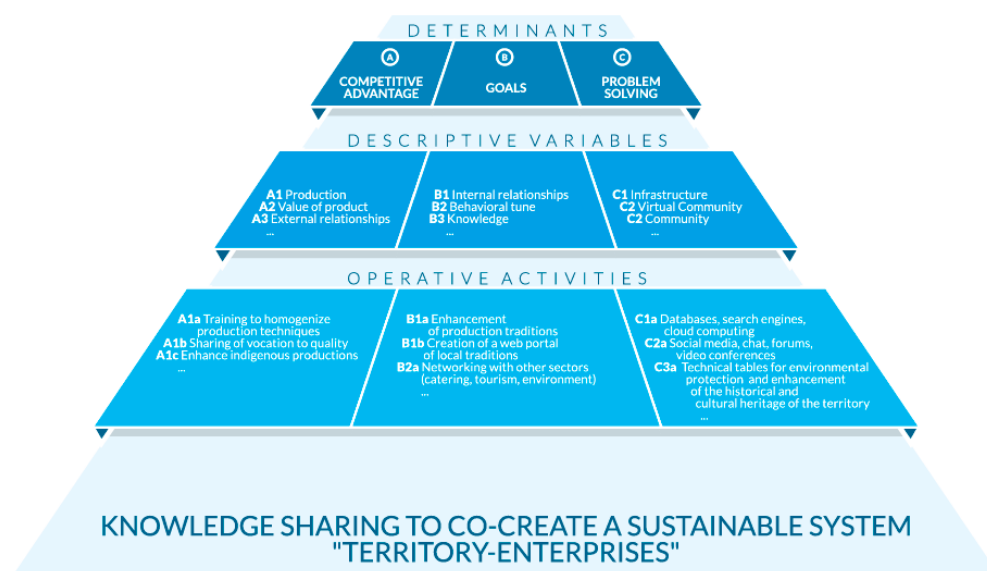 DETERMINANTS
A
COMPETITIVE
ADVANTAGE
B
GOALS
C
PROBLEM
SOLVING
DESCRIPTIVE VARIABLES
A1 Production
A2 Value of product
A3 External relationships
...
B1 Internal relationships
B2 Behavioral tune
B3 Knowledge
...
C1 Infrastructure
C2 Virtual Community
C2 Community
...
OPERATIVE ACTIVITIES
A1a Training to homogenize
production techniques
A1b Sharing of vocation to quality
A1c Enhance indigenous productions
...
B1a Enhancement
of production traditions
B1b Creation of a web portal
of local traditions
B2a Networking with other sectors
(catering, tourism, environment)
...
C1a Databases, search engines,
cloud computing
C2a Social media, chat, forums,
video conferences
C3a Technical tables for environmental
protection and enhancement
of the historical and
cultural heritage of the territory
...
KNOWLEDGE SHARING TO CO-CREATE A SUSTAINABLE SYSTEM
"TERRITORY-ENTERPRISES"